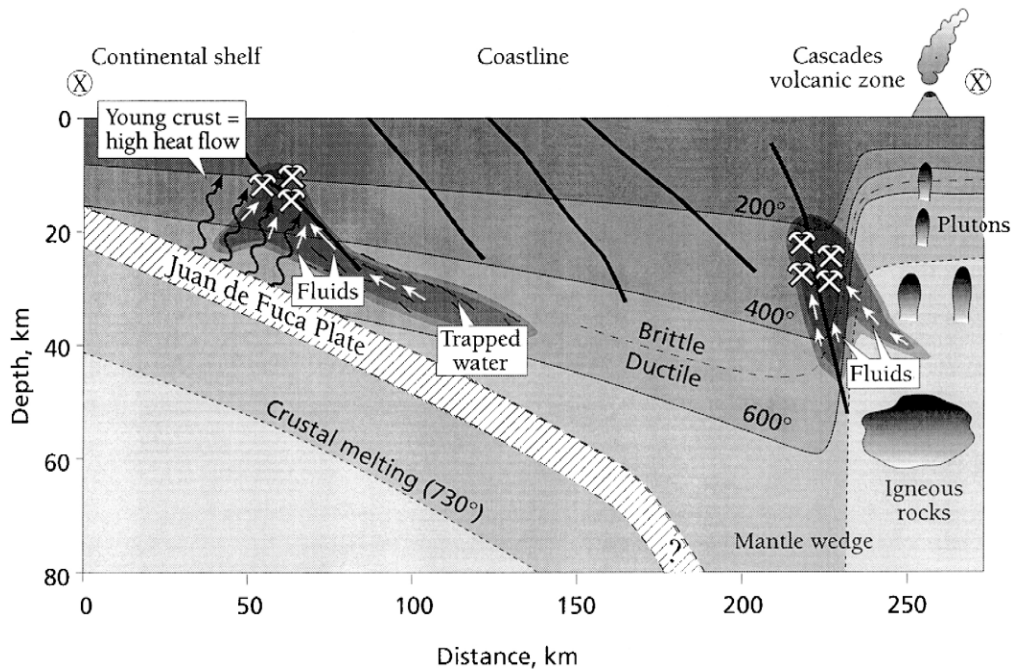 Continental shelf
Coastline
Cascades
volcanic zone
X
X'
Young crust =
high heat flow
0
20
40
60
80
Depth, km
200°
400°
600°
Plutons
Juan de Fuca Plate
Fluids
Trapped
water
Brittle
Ductile
Fluids
Crustal melting (730°)
Igneous
rocks
Mantle wedge
?
0
50
100
150
200
250
Distance, km